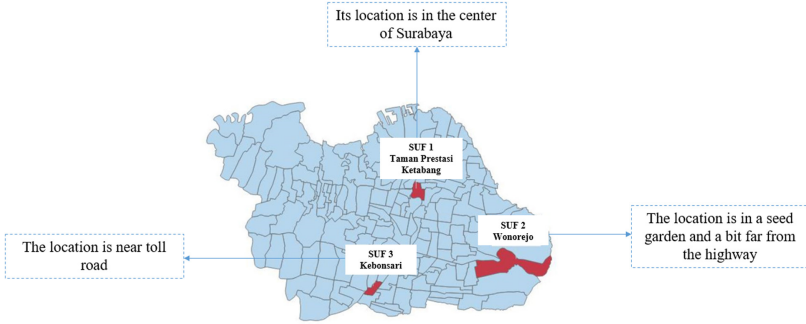 Its location is in the center
of Surabaya
SUF 1
Taman Prestasi
Ketabang
SUF 2
Wonorejo
The location is in a seed
garden and a bit far from
the highway
The location is near toll
road
SUF 3
Kebonsari